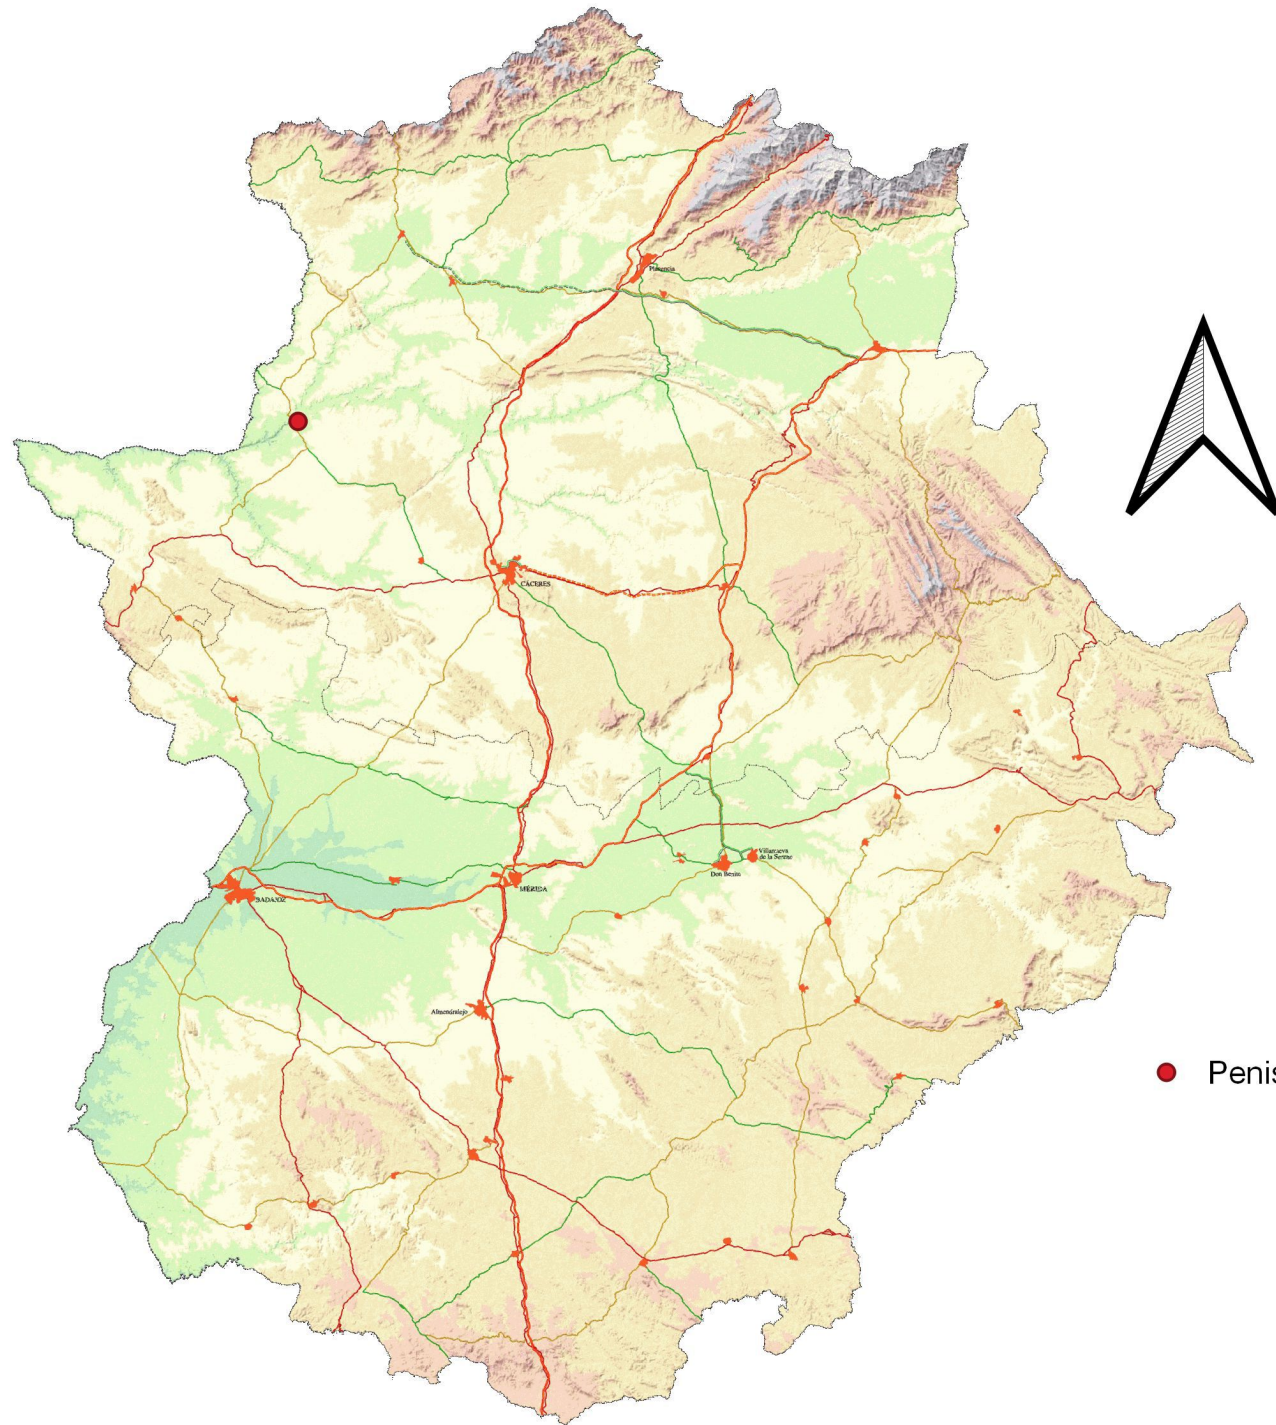 Plasencia
CÁCERES
Villanueva
de la Serena
Don Benito
MÉRIDA
BADAJOZ
Almendralejo
Penis